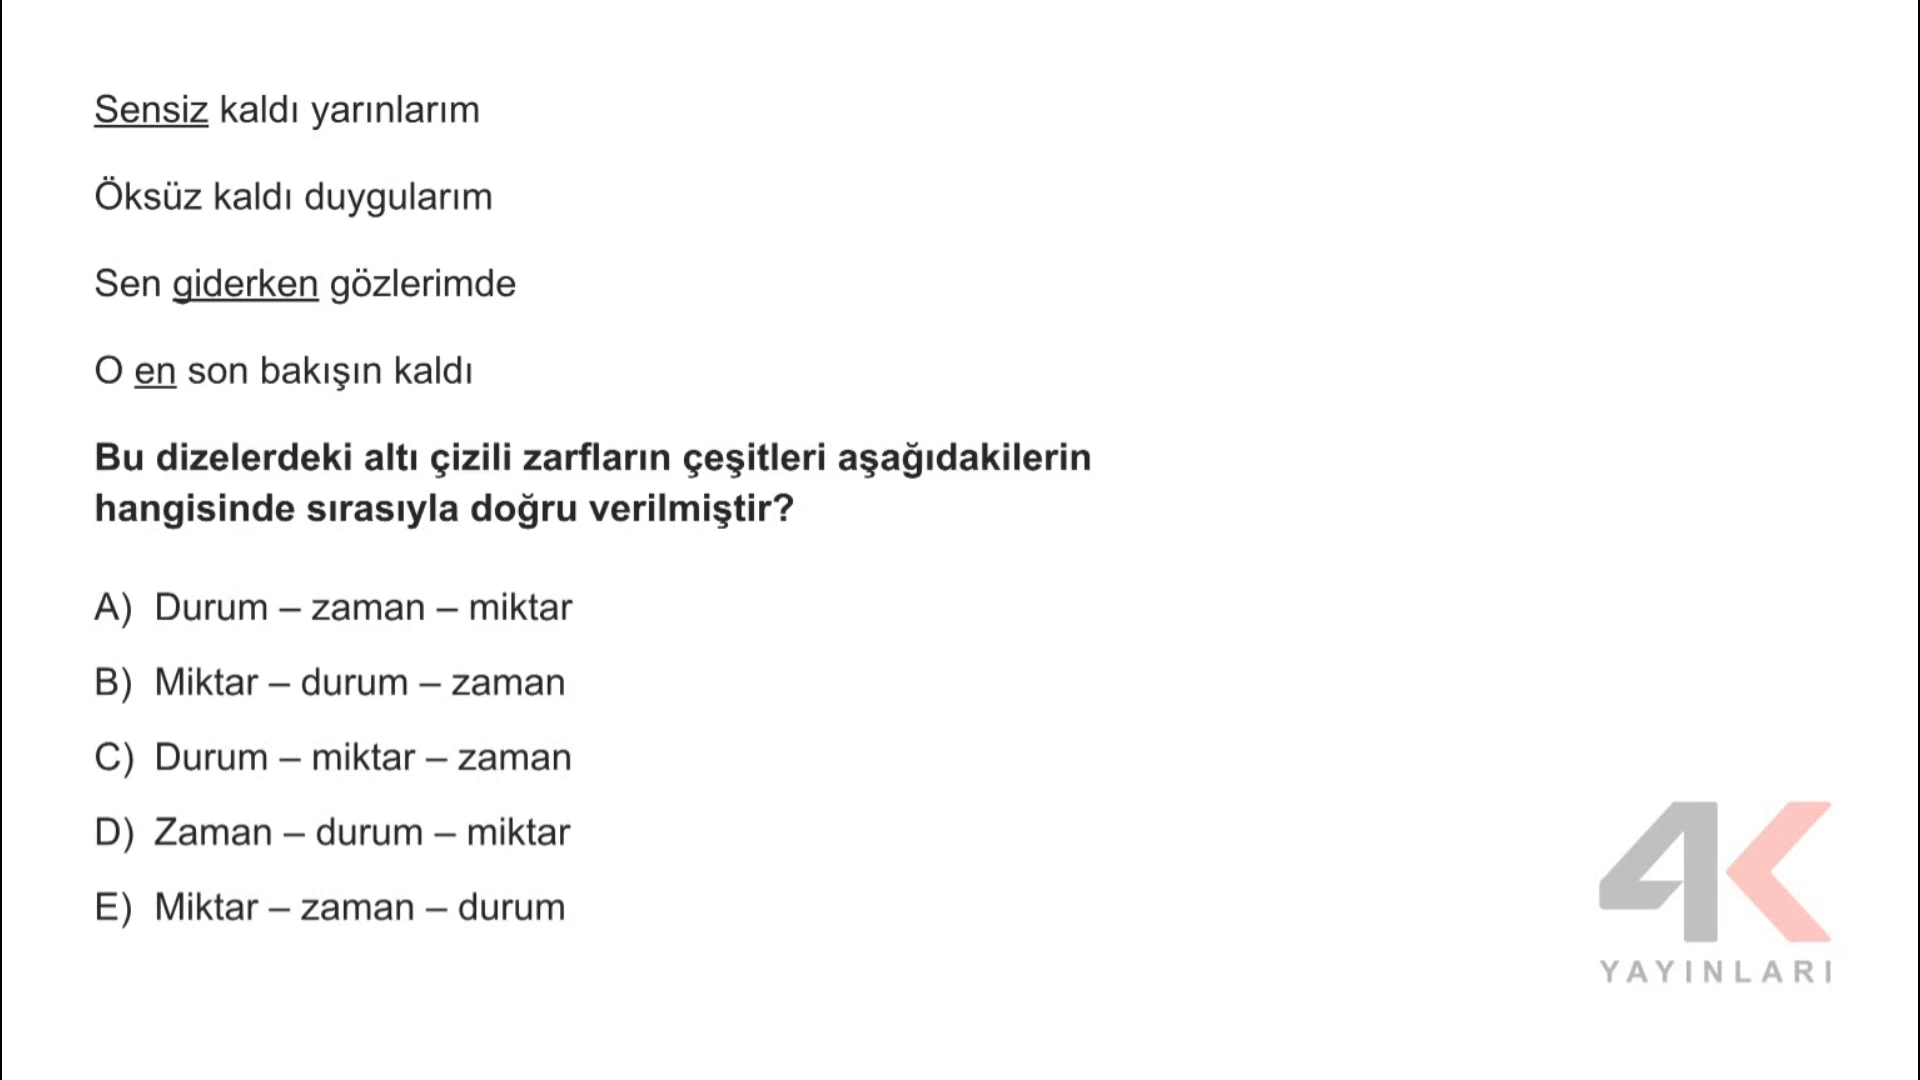 Sensiz kaldı yarınlarım
Öksüz kaldı duygularım
Sen giderken gözlerimde
O en son bakışın kaldı
Bu dizelerdeki altı çizili zarfların çeşitleri aşağıdakilerin
hangisinde sırasıyla doğru verilmiştir?
A) Durum – zaman – miktar
B) Miktar – durum – zaman
C) Durum – miktar – zaman
D) Zaman – durum – miktar
E) Miktar – zaman – durum
4K
YAYINLARI